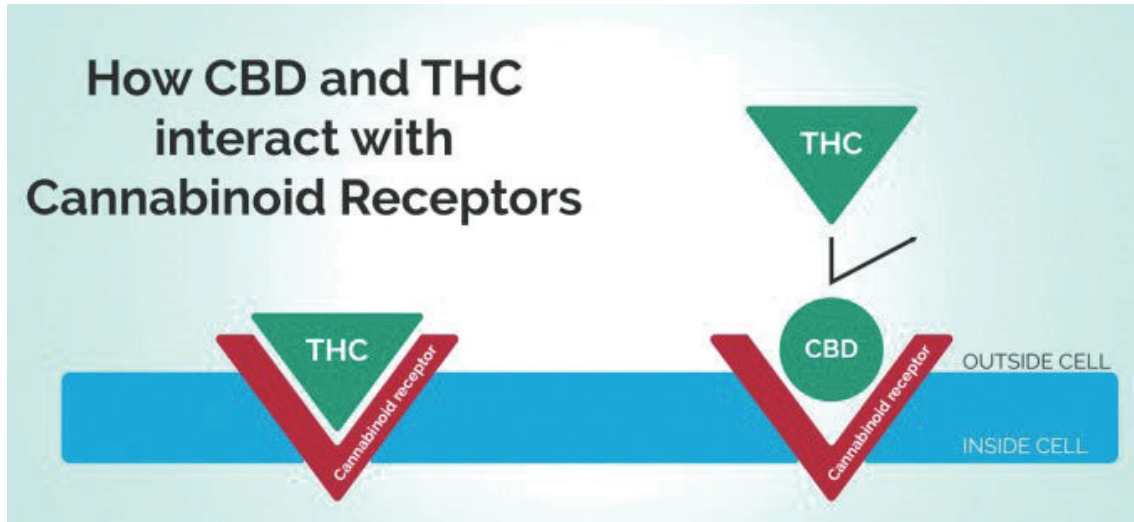 How CBD and THC
interact with
Cannabinoid Receptors
THC
THC
Cannabinoid receptor
CBD
Cannabinoid receptor
OUTSIDE CELL
INSIDE CELL